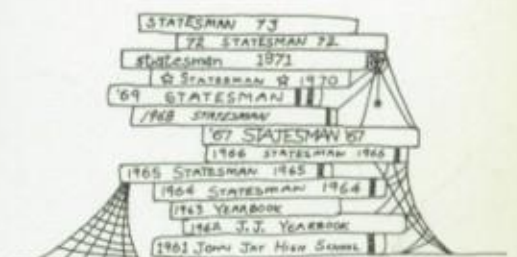 STATESMAN 73
72 STATESMAN 72
statesman 1971
☆ STATESMAN ☆ 1970
'69 STATESMAN
1968 STATESMAN
'67 STATESMAN '67
1966 STATESMAN 1966
1965 STATESMAN 1965
1964 STATESMAN 1964
1963 YEARBOOK
1962 J.J. YEARBOOK
1961 JOHN JAY HIGH SCHOOL